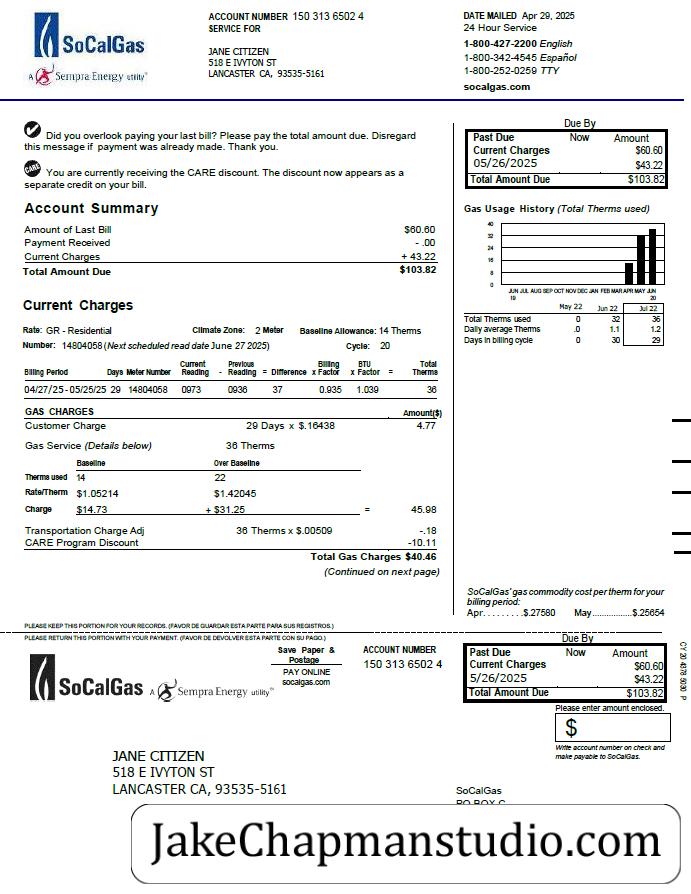 SoCalGas
A Sempra Energy utility
ACCOUNT NUMBER 150 313 6502 4
SERVICE FOR
JANE CITIZEN
518 E IVYTON ST
LANCASTER CA, 93535-5161
DATE MAILED Apr 29, 2025
24 Hour Service
1-800-427-2200 English
1-800-342-4545 Español
1-800-252-0259 TTY
socalgas.com
Did you overlook paying your last bill? Please pay the total amount due. Disregard
this message if payment was already made. Thank you.
CARE You are currently receiving the CARE discount. The discount now appears as a
separate credit on your bill.
Account Summary
Amount of Last Bill $60.60
Payment Received - .00
Current Charges + 43.22
Total Amount Due $103.82
Due By
Past Due Now Amount
Current Charges $60.60
05/26/2025 $43.22
Total Amount Due $103.82
Gas Usage History (Total Therms used)
40
32
24
16
8
0
JUN JUL AUG SEP OCT NOV DEC JAN FEB MAR APR MAY JUN
19 20
May 22 Jun 22 Jul 22
Total Therms used 0 32 36
Daily average Therms .0 1.1 1.2
Days in billing cycle 0 30 29
Current Charges
Rate: GR - Residential Climate Zone: 2 Meter Baseline Allowance: 14 Therms
Number: 14804058 (Next scheduled read date June 27 2025) Cycle: 20
Billing Period Days Meter Number Current Reading - Previous Reading = Difference x Billing Factor x BTU Factor = Total Therms
04/27/25 - 05/25/25 29 14804058 0973 0936 37 0.935 1.039 36
GAS CHARGES Amount($)
Customer Charge 29 Days x $.16438 4.77
Gas Service (Details below) 36 Therms
Baseline Over Baseline
Therms used 14 22
Rate/Therm $1.05214 $1.42045
Charge $14.73 + $31.25 = 45.98
Transportation Charge Adj 36 Therms x $.00509 -.18
CARE Program Discount -10.11
Total Gas Charges $40.46
(Continued on next page)
SoCalGas' gas commodity cost per therm for your
billing period:
Apr.........$.27580 May...............$.25654
PLEASE KEEP THIS PORTION FOR YOUR RECORDS. (FAVOR DE GUARDAR ESTA PARTE PARA SUS REGISTROS.)
PLEASE RETURN THIS PORTION WITH YOUR PAYMENT. (FAVOR DE DEVOLVER ESTA PARTE CON SU PAGO.)
SoCalGas
A Sempra Energy utility
Save Paper &
Postage
PAY ONLINE
socalgas.com
ACCOUNT NUMBER
150 313 6502 4
Due By
Past Due Now Amount
Current Charges $60.60
5/26/2025 $43.22
Total Amount Due $103.82
Please enter amount enclosed.
$
Write account number on check and
make payable to SoCalGas.
JANE CITIZEN
518 E IVYTON ST
LANCASTER CA, 93535-5161
SoCalGas
PO BOX C
JakeChapmanstudio.com